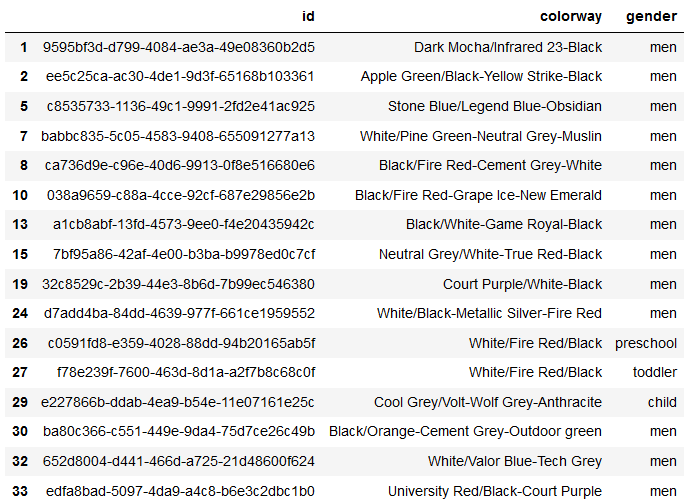 id colorway gender
1 9595bf3d-d799-4084-ae3a-49e08360b2d5 Dark Mocha/Infrared 23-Black men
2 ee5c25ca-ac30-4de1-9d3f-65168b103361 Apple Green/Black-Yellow Strike-Black men
5 c8535733-1136-49c1-9991-2fd2e41ac925 Stone Blue/Legend Blue-Obsidian men
7 babbc835-5c05-4583-9408-655091277a13 White/Pine Green-Neutral Grey-Muslin men
8 ca736d9e-c96e-40d6-9913-0f8e516680e6 Black/Fire Red-Cement Grey-White men
10 038a9659-c88a-4cce-92cf-687e29856e2b Black/Fire Red-Grape Ice-New Emerald men
13 a1cb8abf-13fd-4573-9ee0-f4e20435942c Black/White-Game Royal-Black men
15 7bf95a86-42af-4e00-b3ba-b9978ed0c7cf Neutral Grey/White-True Red-Black men
19 32c8529c-2b39-44e3-8b6d-7b99ec546380 Court Purple/White-Black men
24 d7add4ba-84dd-4639-977f-661ce1959552 White/Black-Metallic Silver-Fire Red men
26 c0591fd8-e359-4028-88dd-94b20165ab5f White/Fire Red/Black preschool
27 f78e239f-7600-463d-8d1a-a2f7b8c68c0f White/Fire Red/Black toddler
29 e227866b-ddab-4ea9-b54e-11e07161e25c Cool Grey/Volt-Wolf Grey-Anthracite child
30 ba80c366-c551-449e-9da4-75d7ce26c49b Black/Orange-Cement Grey-Outdoor green men
32 652d8004-d441-466d-a725-21d48600f624 White/Valor Blue-Tech Grey men
33 edfa8bad-5097-4da9-a4c8-b6e3c2dbc1b0 University Red/Black-Court Purple men